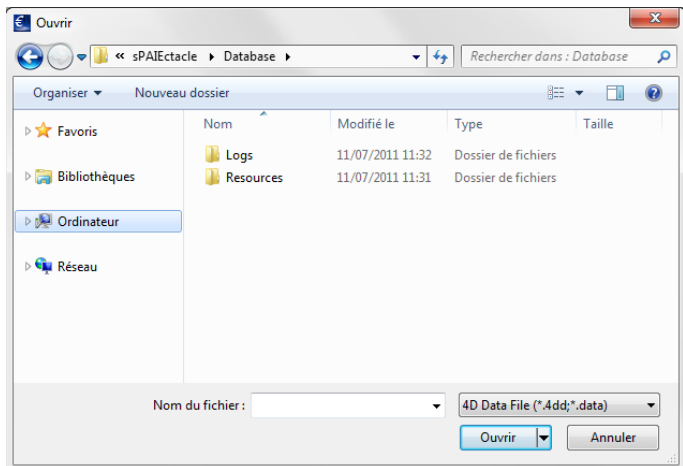 Ouvrir
« sPAIEctacle Database
Rechercher dans : Database
Organiser Nouveau dossier
Nom Modifié le Type Taille
Favoris
Bibliothèques
Ordinateur
Réseau
Logs 11/07/2011 11:32 Dossier de fichiers
Resources 11/07/2011 11:31 Dossier de fichiers
Nom du fichier :
4D Data File (*.4dd;*.data)
Ouvrir Annuler